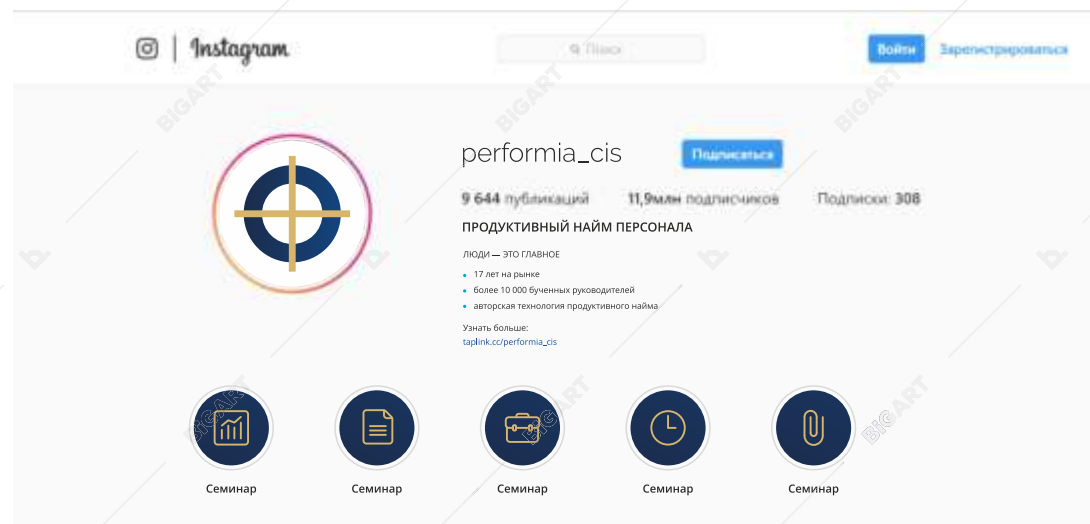 Instagram
Поиск
Войти
Зарегистрироваться
performia_cis
Подписаться
9 644 публикаций 11,9млн подписчиков Подписки: 308
ПРОДУКТИВНЫЙ НАЙМ ПЕРСОНАЛА
ЛЮДИ — ЭТО ГЛАВНОЕ
• 17 лет на рынке
• более 10 000 бученных руководителей
• авторская технология продуктивного найма
Узнать больше:
taplink.cc/performia_cis
Семинар Семинар Семинар Семинар Семинар
BIGART
BIGART
BIGART
BIGART
BIGART
BIGART